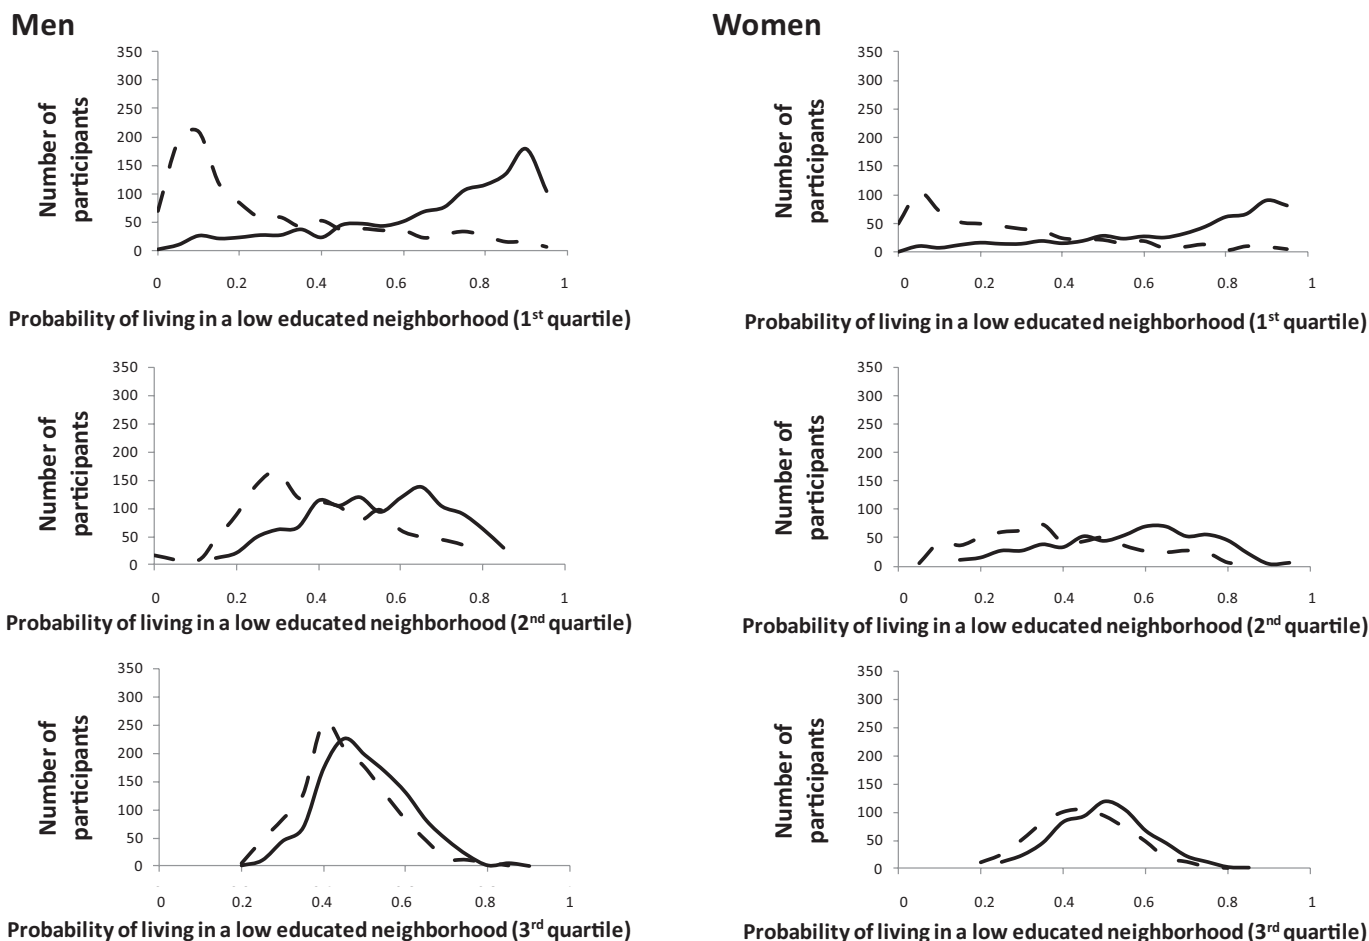 Men
Number of
participants
350
300
250
200
150
100
50
0
0 0.2 0.4 0.6 0.8 1
Probability of living in a low educated neighborhood (1st quartile)
Women
Number of
participants
350
300
250
200
150
100
50
0
0 0.2 0.4 0.6 0.8 1
Probability of living in a low educated neighborhood (1st quartile)
Number of
participants
350
300
250
200
150
100
50
0
0 0.2 0.4 0.6 0.8 1
Probability of living in a low educated neighborhood (2nd quartile)
Number of
participants
350
300
250
200
150
100
50
0
0 0.2 0.4 0.6 0.8 1
Probability of living in a low educated neighborhood (2nd quartile)
Number of
participants
350
300
250
200
150
100
50
0
0 0.2 0.4 0.6 0.8 1
Probability of living in a low educated neighborhood (3rd quartile)
Number of
participants
350
300
250
200
150
100
50
0
0 0.2 0.4 0.6 0.8 1
Probability of living in a low educated neighborhood (3rd quartile)